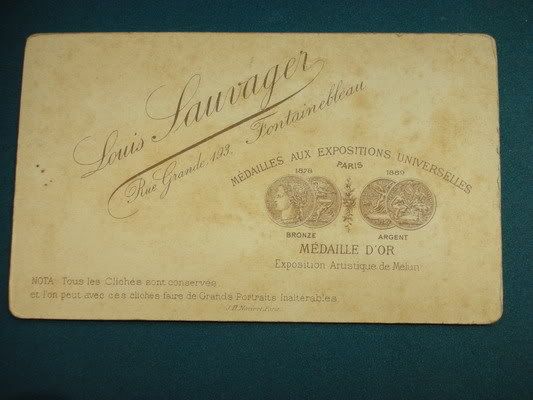 Louis Sauvager
Rue Grande, 193, Fontainebleau
MÉDAILLES AUX EXPOSITIONS UNIVERSELLES
PARIS
1878 1889
BRONZE ARGENT
MÉDAILLE D'OR
Exposition Artistique de Melun
NOTA. Tous les Clichés sont conservés
et l'on peut avec ces clichés faire de Grands Portraits Inaltérables.